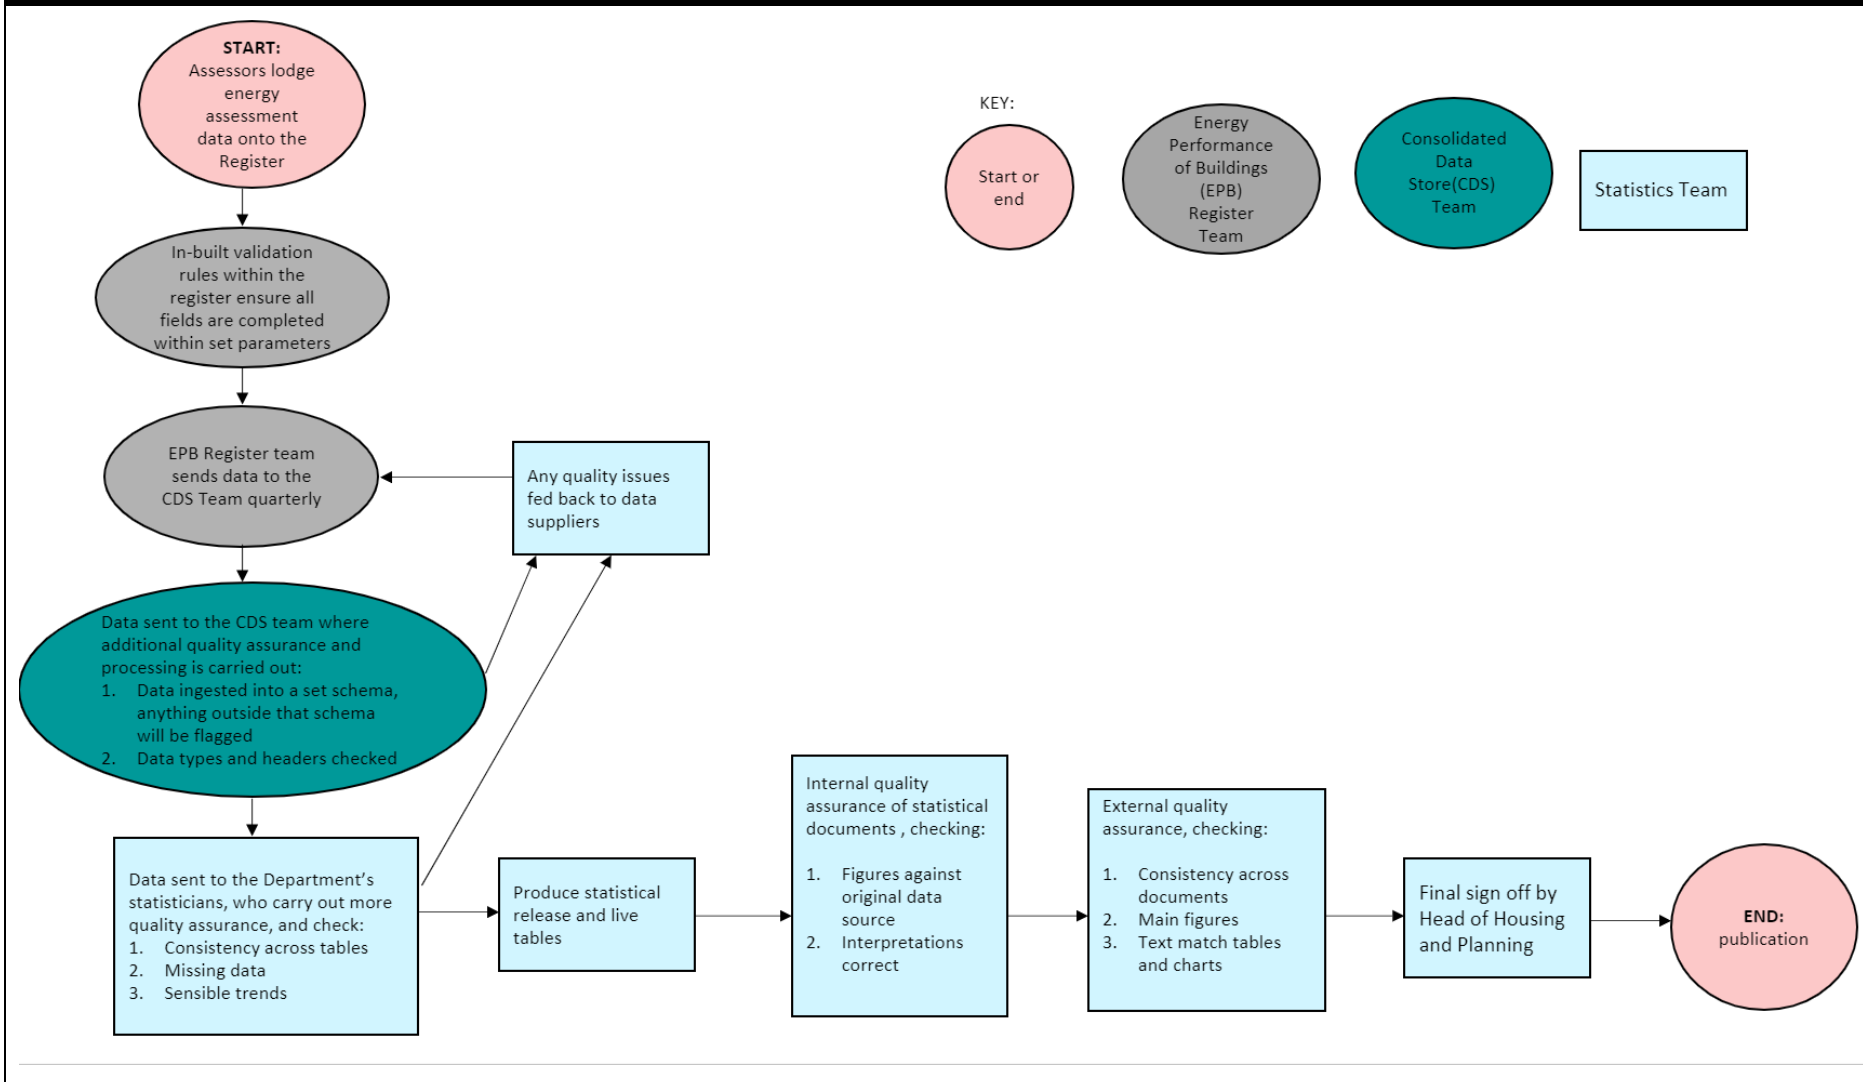 START:
Assessors lodge
energy
assessment
data onto the
Register
KEY:
Start or
end
Energy
Performance
of Buildings
(EPB)
Register
Team
Consolidated
Data
Store(CDS)
Team
Statistics Team
In-built validation
rules within the
register ensure all
fields are completed
within set parameters
EPB Register team
sends data to the
CDS Team quarterly
Any quality issues
fed back to data
suppliers
Data sent to the CDS team where
additional quality assurance and
processing is carried out:
1. Data ingested into a set schema,
anything outside that schema
will be flagged
2. Data types and headers checked
Data sent to the Department’s
statisticians, who carry out more
quality assurance, and check:
1. Consistency across tables
2. Missing data
3. Sensible trends
Produce statistical
release and live
tables
Internal quality
assurance of statistical
documents , checking:
1. Figures against
original data
source
2. Interpretations
correct
External quality
assurance, checking:
1. Consistency across
documents
2. Main figures
3. Text match tables
and charts
Final sign off by
Head of Housing
and Planning
END:
publication